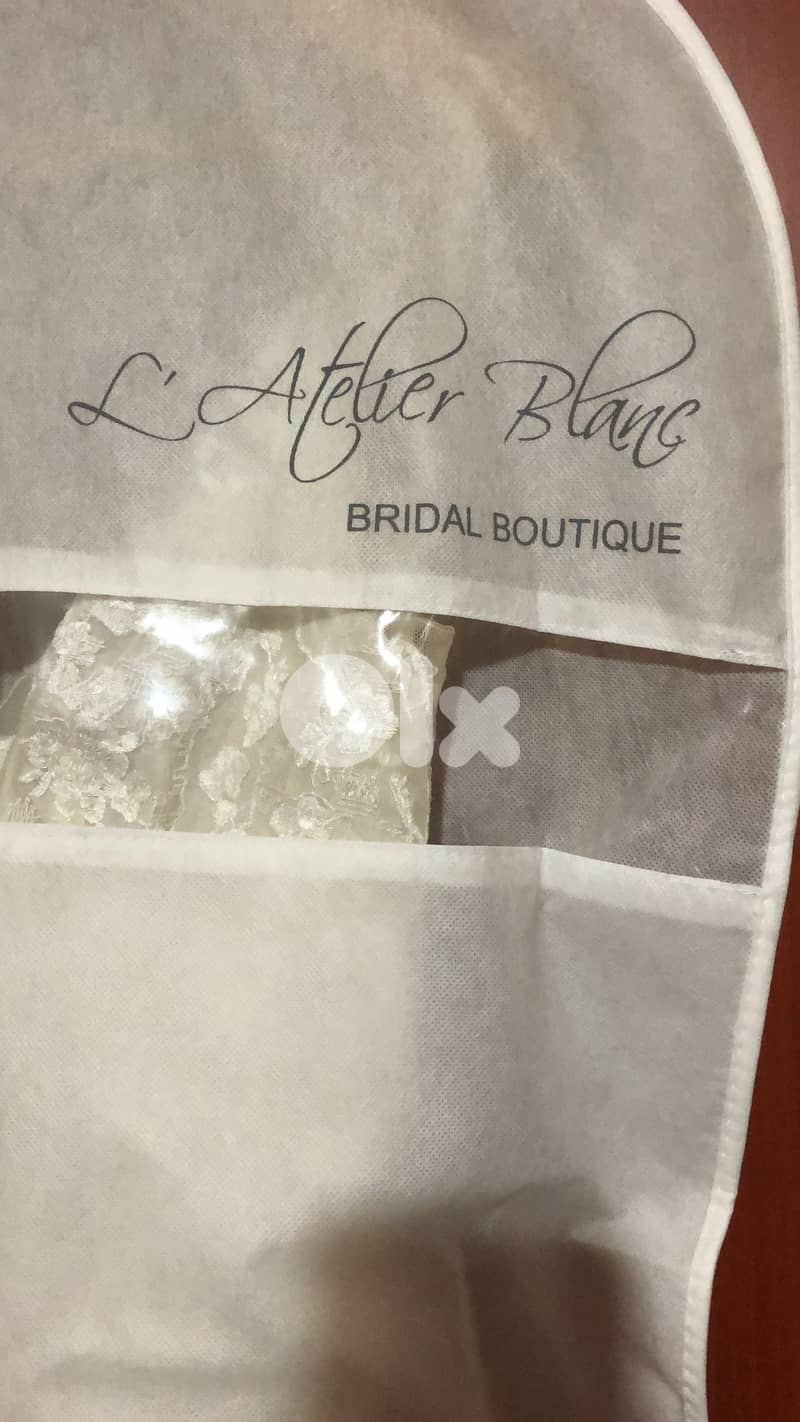 L' Atelier Blanc
BRIDAL BOUTIQUE
olx